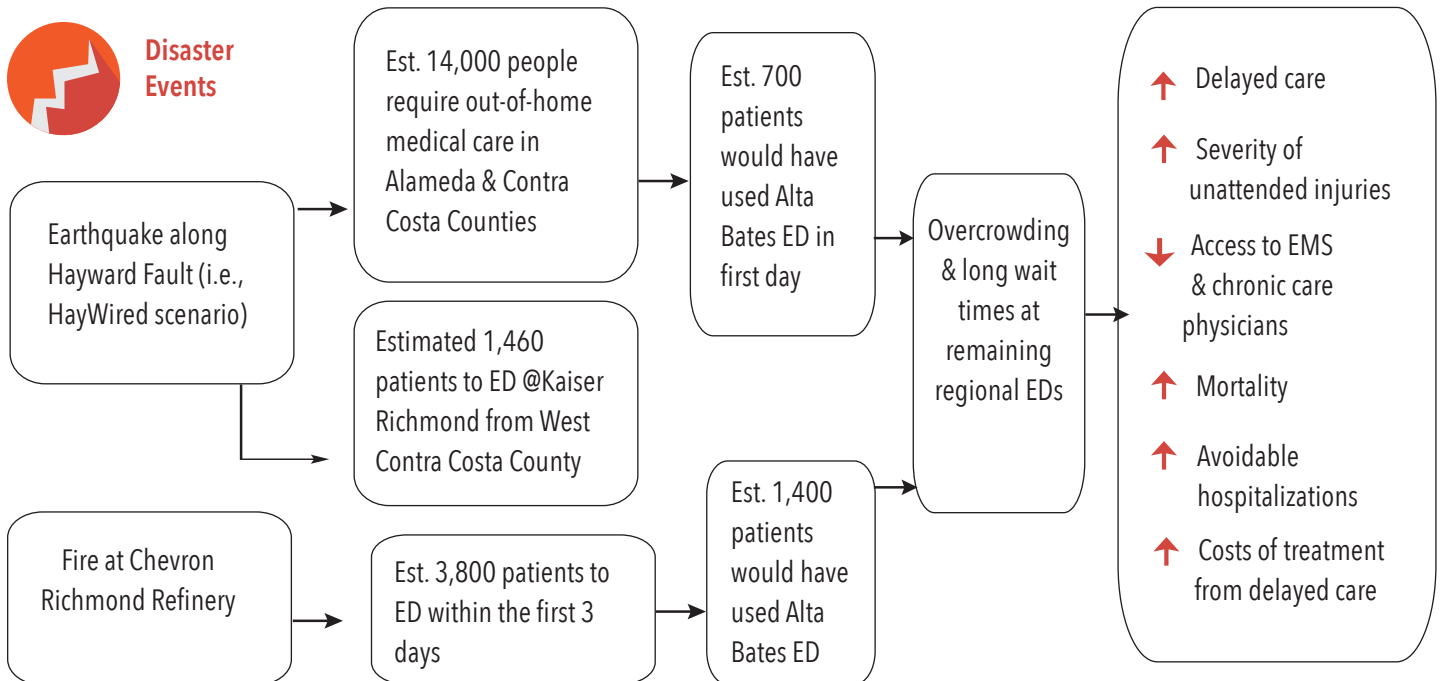 Disaster
Events
Earthquake along
Hayward Fault (i.e.,
HayWired scenario)
Est. 14,000 people
require out-of-home
medical care in
Alameda & Contra
Costa Counties
Estimated 1,460
patients to ED @Kaiser
Richmond from West
Contra Costa County
Est. 700
patients
would have
used Alta
Bates ED in
first day
Fire at Chevron
Richmond Refinery
Est. 3,800 patients to
ED within the first 3
days
Est. 1,400
patients
would have
used Alta
Bates ED
Overcrowding
& long wait
times at
remaining
regional EDs
Delayed care
Severity of
unattended injuries
Access to EMS
& chronic care
physicians
Mortality
Avoidable
hospitalizations
Costs of treatment
from delayed care